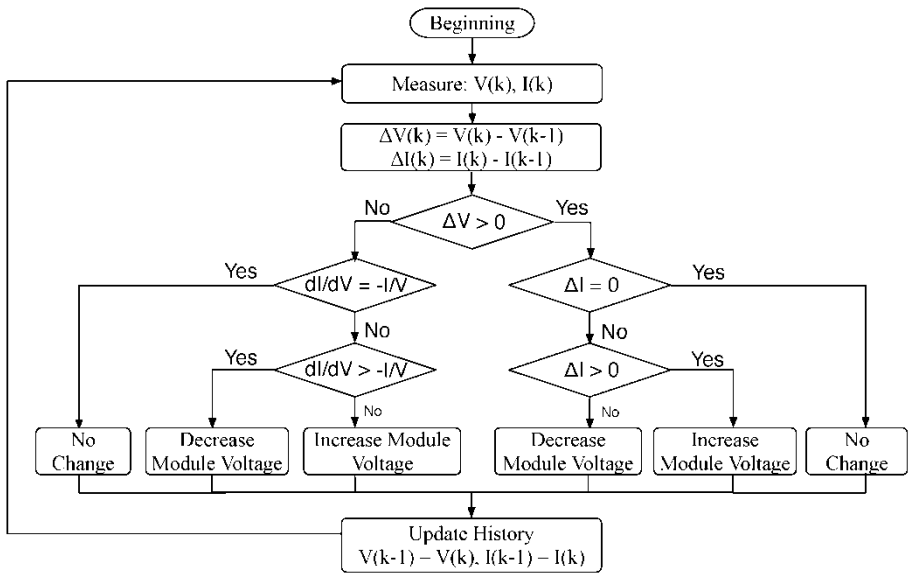 Beginning
Measure: V(k), I(k)
ΔV(k) = V(k) - V(k-1)
ΔI(k) = I(k) - I(k-1)
No
ΔV > 0
Yes
Yes
dI/dV = -I/V
ΔI = 0
Yes
No
No
Yes
dI/dV > -I/V
ΔI > 0
Yes
No
No
No
Change
Decrease
Module Voltage
Increase Module
Voltage
Decrease
Module Voltage
Increase
Module Voltage
No
Change
Update History
V(k-1) = V(k), I(k-1) = I(k)